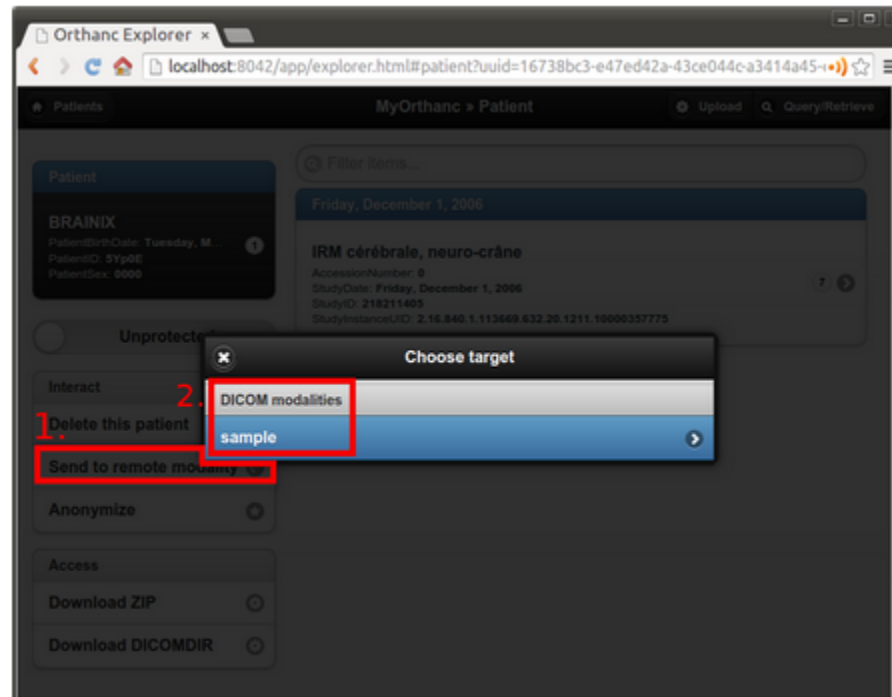 Orthanc Explorer ×
localhost:8042/app/explorer.html#patient?uuid=16738bc3-e47ed42a-43ce044c-a3414a45-
Patients
MyOrthanc » Patient
Upload
Query/Retrieve
Patient
BRAINIX
PatientBirthDate: Tuesday, M...
PatientID: 5Yp0E
PatientSex: 0000
1
Unprotected
Interact
1.
Delete this patient
Send to remote modality
Anonymize
Access
Download ZIP
Download DICOMDIR
Filter items...
Friday, December 1, 2006
IRM cérébrale, neuro-crâne
AccessionNumber: 0
StudyDate: Friday, December 1, 2006
StudyID: 218211405
StudyInstanceUID: 2.16.840.1.113669.632.20.1211.10000357775
7
Choose target
2.
DICOM modalities
sample